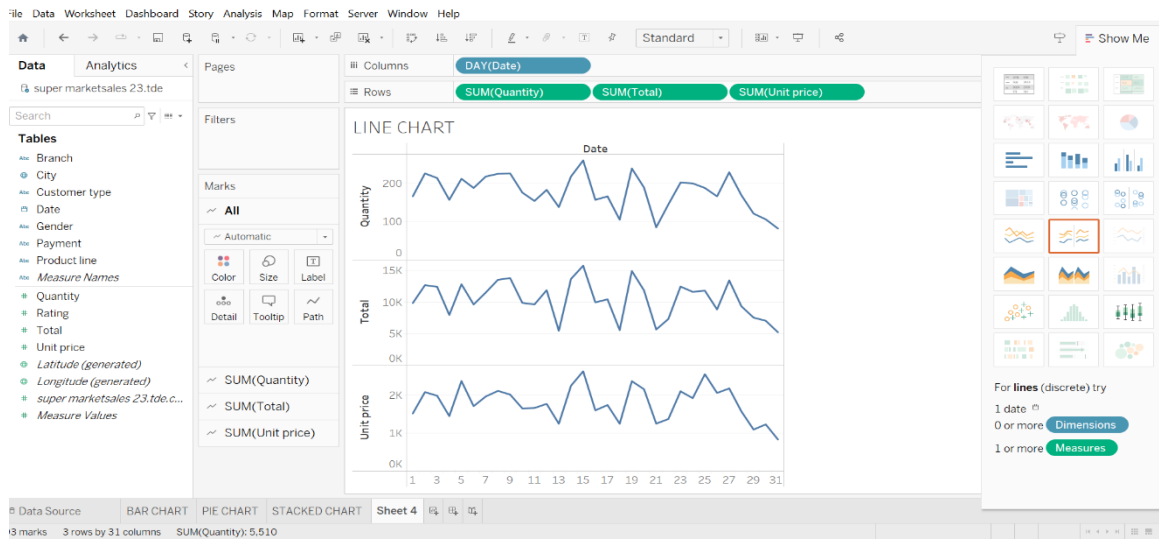 File Data Worksheet Dashboard Story Analysis Map Format Server Window Help
Standard
Show Me
Data Analytics
super marketsales 23.tde
Search
Tables
Abc Branch
City
Abc Customer type
Date
Abc Gender
Abc Payment
Abc Product line
Abc Measure Names
# Quantity
# Rating
# Total
# Unit price
Latitude (generated)
Longitude (generated)
# super marketsales 23.tde.c...
# Measure Values
Pages
Filters
Marks
All
Automatic
Color Size Label
Detail Tooltip Path
SUM(Quantity)
SUM(Total)
SUM(Unit price)
Columns DAY(Date)
Rows SUM(Quantity) SUM(Total) SUM(Unit price)
LINE CHART
Date
Quantity
200
100
0
Total
15K
10K
5K
0K
Unit price
2K
1K
0K
1 3 5 7 9 11 13 15 17 19 21 23 25 27 29 31
For lines (discrete) try
1 date
0 or more Dimensions
1 or more Measures
Data Source BAR CHART PIE CHART STACKED CHART Sheet 4
93 marks 3 rows by 31 columns SUM(Quantity): 5,510